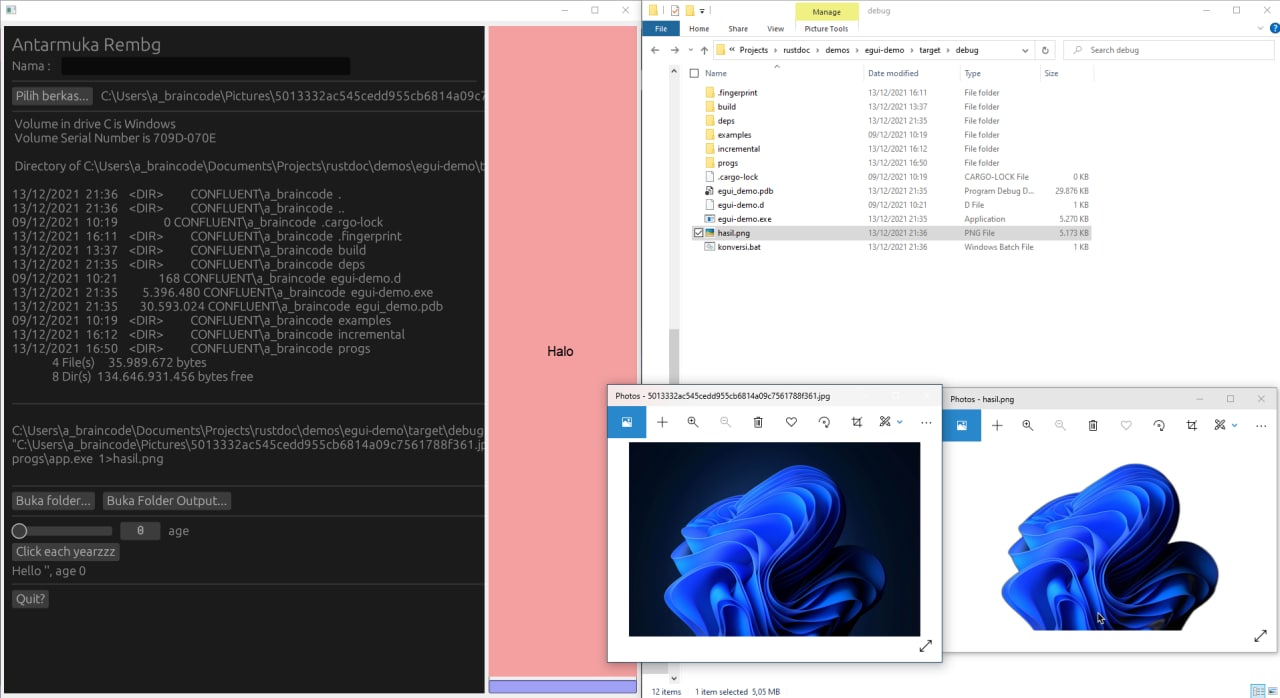 Antarmuka Rembg
Nama :
Pilih berkas...
C:\Users\a_braincode\Pictures\5013332ac545cedd955cb6814a09c7
Volume in drive C is Windows
Volume Serial Number is 709D-070E
Directory of C:\Users\a_braincode\Documents\Projects\rustdoc\demos\egui-demo\t
13/12/2021 21:36 <DIR> CONFLUENT\a_braincode .
13/12/2021 21:36 <DIR> CONFLUENT\a_braincode ..
09/12/2021 10:19 0 CONFLUENT\a_braincode .cargo-lock
13/12/2021 16:11 <DIR> CONFLUENT\a_braincode .fingerprint
13/12/2021 13:37 <DIR> CONFLUENT\a_braincode build
13/12/2021 21:35 <DIR> CONFLUENT\a_braincode deps
09/12/2021 10:21 168 CONFLUENT\a_braincode egui-demo.d
13/12/2021 21:35 5.396.480 CONFLUENT\a_braincode egui-demo.exe
13/12/2021 21:35 30.593.024 CONFLUENT\a_braincode egui_demo.pdb
09/12/2021 10:19 <DIR> CONFLUENT\a_braincode examples
13/12/2021 16:12 <DIR> CONFLUENT\a_braincode incremental
13/12/2021 16:50 <DIR> CONFLUENT\a_braincode progs
4 File(s) 35.989.672 bytes
8 Dir(s) 134.646.931.456 bytes free
C:\Users\a_braincode\Documents\Projects\rustdoc\demos\egui-demo\target\debug
"C:\Users\a_braincode\Pictures\5013332ac545cedd955cb6814a09c7561788f361.jp
progs\app.exe 1>hasil.png
Buka folder...
Buka Folder Output...
0
age
Click each yearzzz
Hello '', age 0
Quit?
Halo
Manage
debug
File
Home
Share
View
Picture Tools
« Projects › rustdoc › demos › egui-demo › target › debug
Search debug
Name Date modified Type Size
.fingerprint 13/12/2021 16:11 File folder
build 13/12/2021 13:37 File folder
deps 13/12/2021 21:35 File folder
examples 09/12/2021 10:19 File folder
incremental 13/12/2021 16:12 File folder
progs 13/12/2021 16:50 File folder
.cargo-lock 09/12/2021 10:19 CARGO-LOCK File 0 KB
egui_demo.pdb 13/12/2021 21:35 Program Debug D... 29.876 KB
egui-demo.d 09/12/2021 10:21 D File 1 KB
egui-demo.exe 13/12/2021 21:35 Application 5.270 KB
hasil.png 13/12/2021 21:36 PNG File 5.173 KB
konversi.bat 13/12/2021 21:36 Windows Batch File 1 KB
Photos - 5013332ac545cedd955cb6814a09c7561788f361.jpg
Photos - hasil.png
12 items
1 item selected 5,05 MB